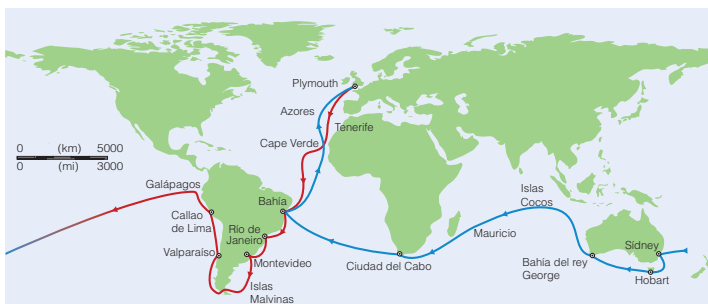 Plymouth
Azores
Tenerife
Cape Verde
0 (km) 5000
0 (mi) 3000
Galápagos
Bahía
Callao
de Lima
Río de
Janeiro
Valparaíso
Montevideo
Islas
Malvinas
Ciudad del Cabo
Mauricio
Islas
Cocos
Bahía del rey
George
Sidney
Hobart